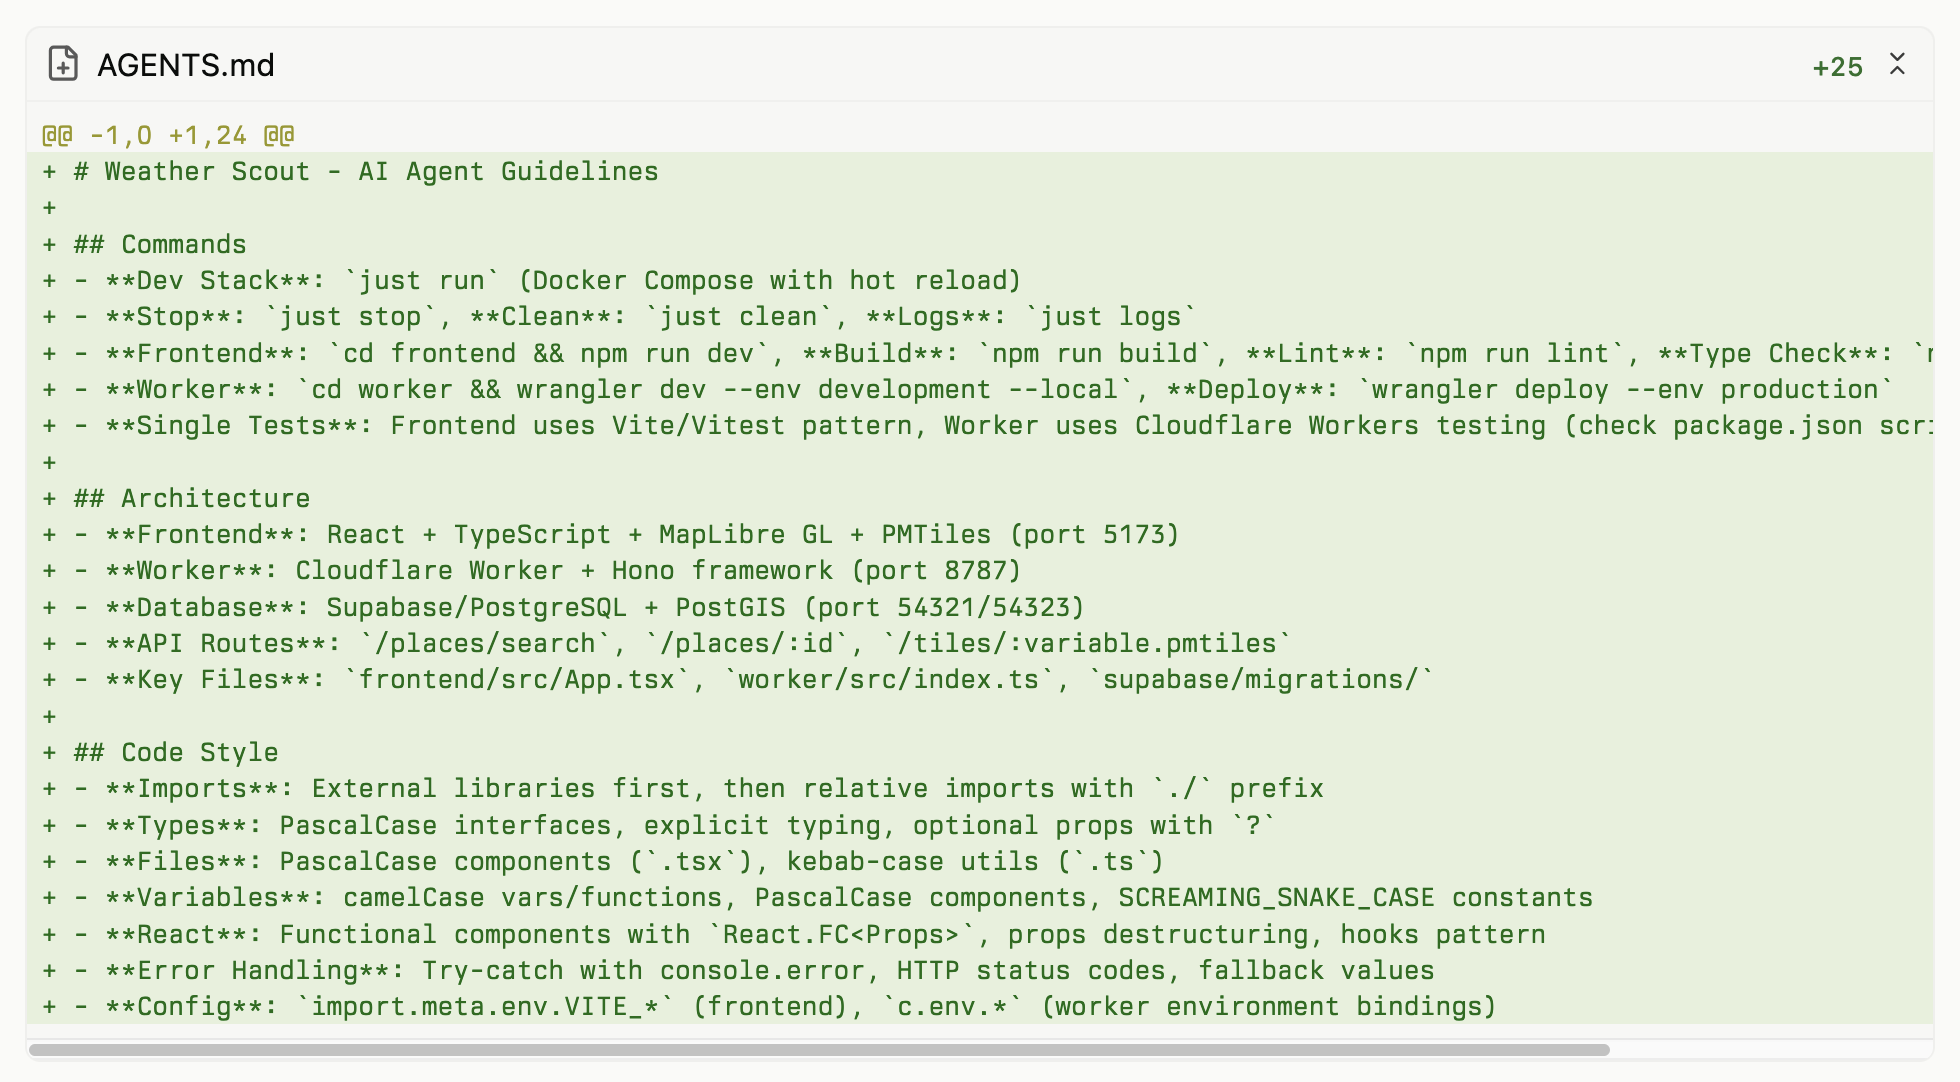 AGENTS.md
+25
@@ -1,0 +1,24 @@
+ # Weather Scout - AI Agent Guidelines
+
+ ## Commands
+ - **Dev Stack**: `just run` (Docker Compose with hot reload)
+ - **Stop**: `just stop`, **Clean**: `just clean`, **Logs**: `just logs`
+ - **Frontend**: `cd frontend && npm run dev`, **Build**: `npm run build`, **Lint**: `npm run lint`, **Type Check**: `
+ - **Worker**: `cd worker && wrangler dev --env development --local`, **Deploy**: `wrangler deploy --env production`
+ - **Single Tests**: Frontend uses Vite/Vitest pattern, Worker uses Cloudflare Workers testing (check package.json scri
+
+ ## Architecture
+ - **Frontend**: React + TypeScript + MapLibre GL + PMTiles (port 5173)
+ - **Worker**: Cloudflare Worker + Hono framework (port 8787)
+ - **Database**: Supabase/PostgreSQL + PostGIS (port 54321/54323)
+ - **API Routes**: `/places/search`, `/places/:id`, `/tiles/:variable.pmtiles`
+ - **Key Files**: `frontend/src/App.tsx`, `worker/src/index.ts`, `supabase/migrations/`
+
+ ## Code Style
+ - **Imports**: External libraries first, then relative imports with `./` prefix
+ - **Types**: PascalCase interfaces, explicit typing, optional props with `?`
+ - **Files**: PascalCase components (`.tsx`), kebab-case utils (`.ts`)
+ - **Variables**: camelCase vars/functions, PascalCase components, SCREAMING_SNAKE_CASE constants
+ - **React**: Functional components with `React.FC<Props>`, props destructuring, hooks pattern
+ - **Error Handling**: Try-catch with console.error, HTTP status codes, fallback values
+ - **Config**: `import.meta.env.VITE_*` (frontend), `c.env.*` (worker environment bindings)